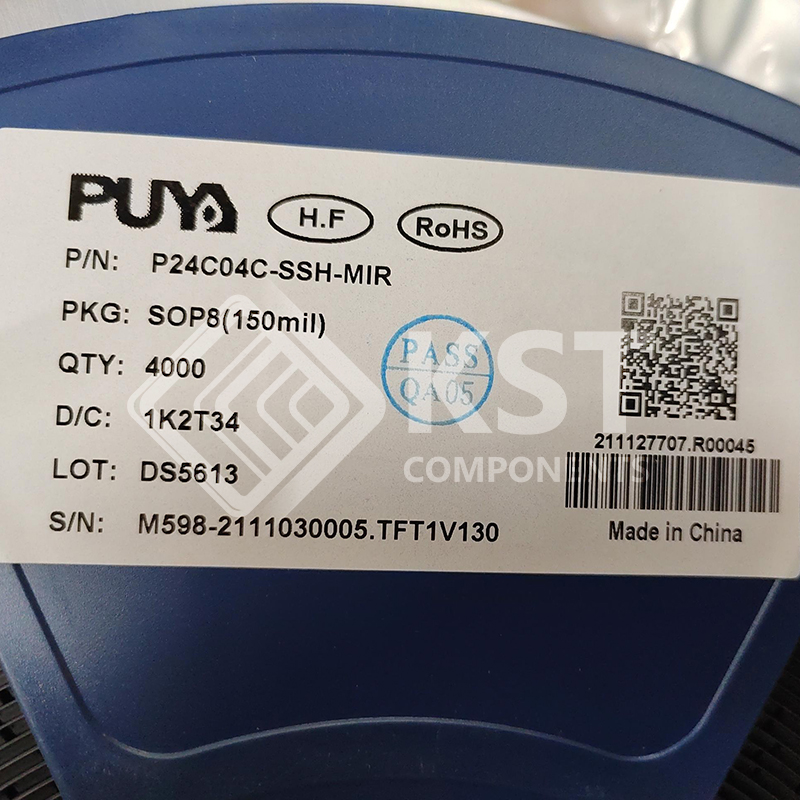 PUYA
H.F
RoHS
P/N: P24C04C-SSH-MIR
PKG: SOP8(150mil)
QTY: 4000
D/C: 1K2T34
LOT: DS5613
S/N: M598-2111030005.TFT1V130
PASS
QA05
KST
COMPONENTS
211127707.R00045
Made in China